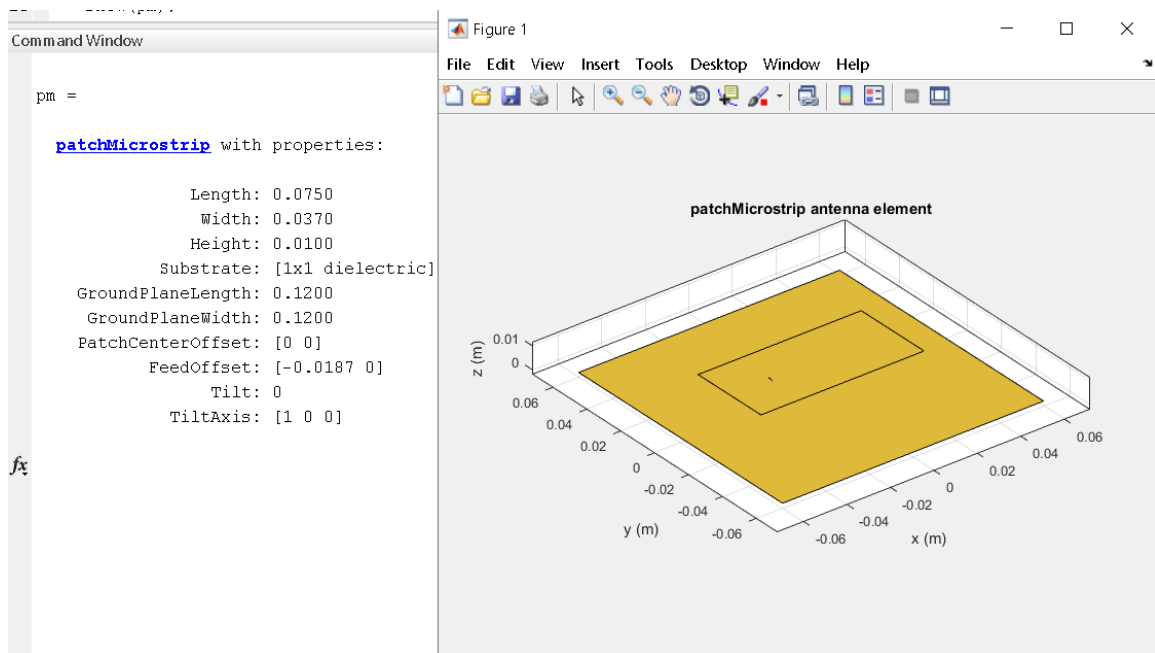 Command Window
pm =
patchMicrostrip with properties:
Length: 0.0750
Width: 0.0370
Height: 0.0100
Substrate: [1x1 dielectric]
GroundPlaneLength: 0.1200
GroundPlaneWidth: 0.1200
PatchCenterOffset: [0 0]
FeedOffset: [-0.0187 0]
Tilt: 0
TiltAxis: [1 0 0]
fx
Figure 1
File Edit View Insert Tools Desktop Window Help
patchMicrostrip antenna element
z (m)
0.01
0
0.06
0.04
0.02
0
-0.02
-0.04
-0.06
y (m)
0.06
0.04
0.02
0
-0.02
-0.04
-0.06
x (m)